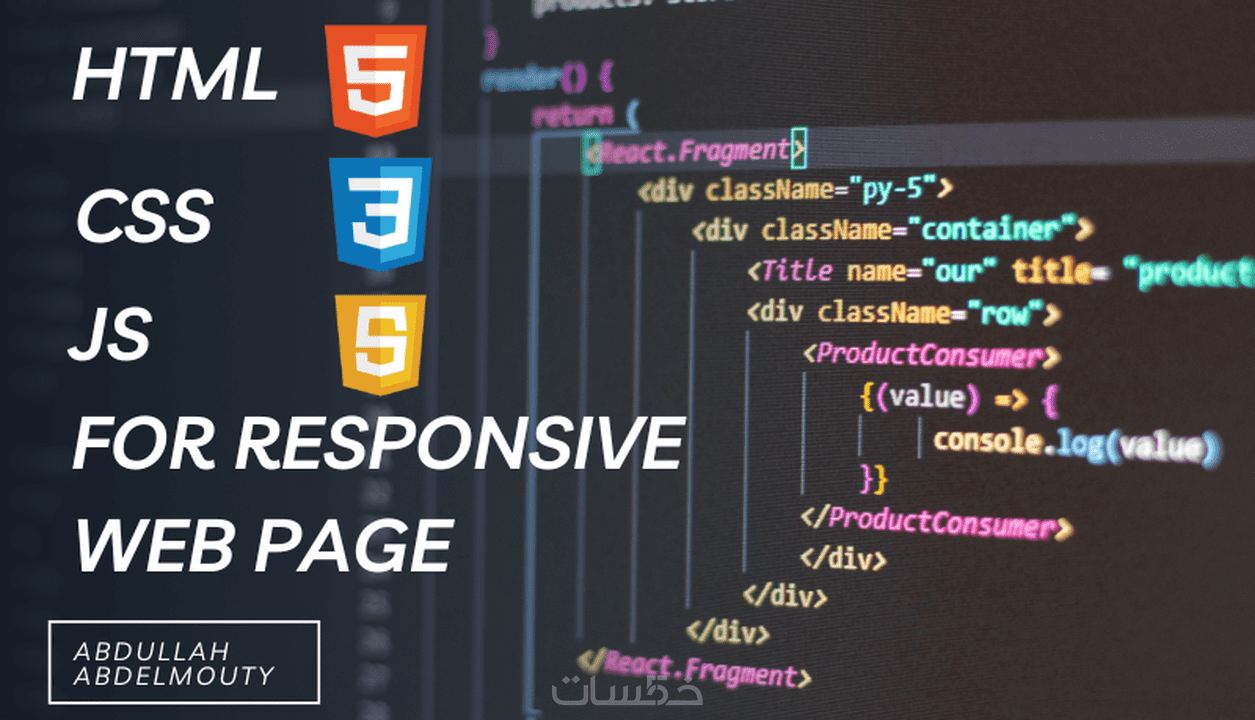 HTML 5
CSS 3
JS 5
FOR RESPONSIVE
WEB PAGE
ABDULLAH
ABDELMOUTY
}
render() {
return (
<React.Fragment>
<div className="py-5">
<div className="container">
<Title name="our" title= "product
<div className="row">
<ProductConsumer>
{(value) => {
console.log(value)
}}
</ProductConsumer>
</div>
</div>
</div>
</React.Fragment>
خمسات